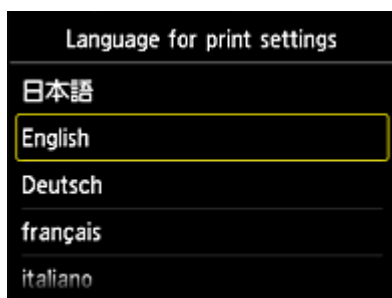 Language for print settings
日本語
English
Deutsch
français
italiano